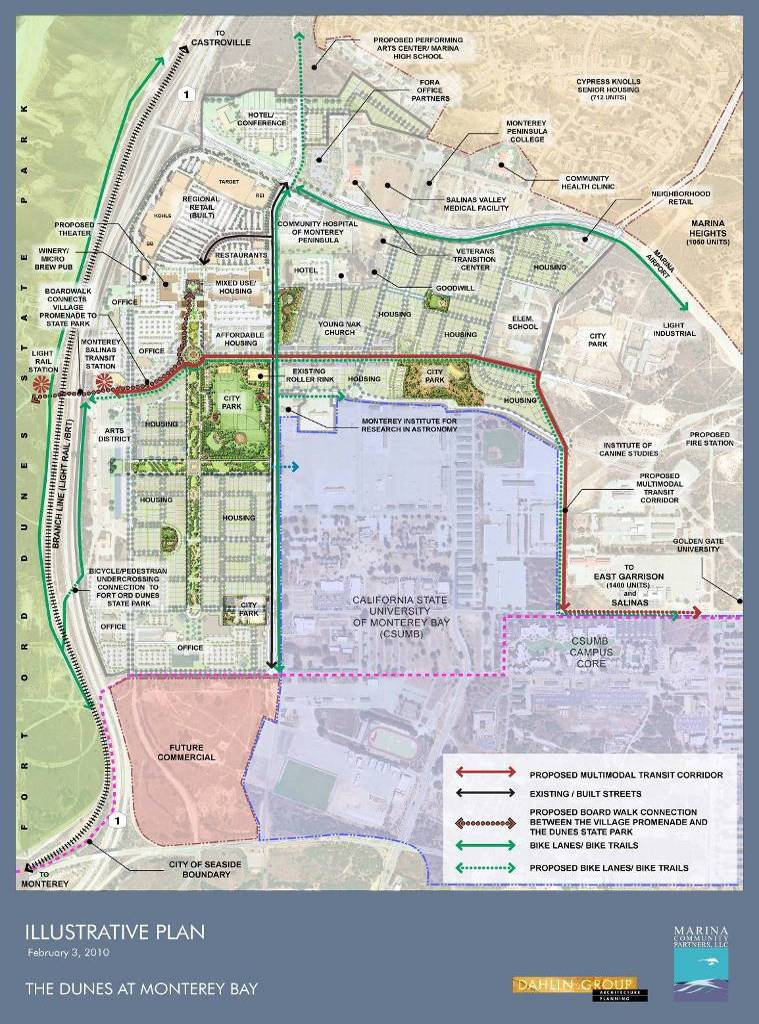 TO
CASTROVILLE
PROPOSED PERFORMING
ARTS CENTER/ MARINA
HIGH SCHOOL
1
FORA
OFFICE
PARTNERS
CYPRESS KNOLLS
SENIOR HOUSING
(712 UNITS)
HOTEL/
CONFERENCE
MONTEREY
PENINSULA
COLLEGE
COMMUNITY
HEALTH CLINIC
TARGET
REI
REGIONAL
RETAIL
(BUILT)
KOHLS
BB
SALINAS VALLEY
MEDICAL FACILITY
NEIGHBORHOOD
RETAIL
PROPOSED
THEATER
COMMUNITY HOSPITAL
OF MONTEREY
PENINSULA
MARINA
HEIGHTS
(1050 UNITS)
WINERY/
MICRO
BREW PUB
RESTAURANTS
VETERANS
TRANSITION
CENTER
MARINA
AIRPORT
HOTEL
HOUSING
GOODWILL
BOARDWALK
CONNECTS
VILLAGE
PROMENADE TO
STATE PARK
OFFICE
MIXED USE/
HOUSING
HOUSING
YOUNG NAK
CHURCH
HOUSING
ELEM.
SCHOOL
CITY
PARK
LIGHT
INDUSTRIAL
AFFORDABLE
HOUSING
MONTEREY
SALINAS
TRANSIT
STATION
OFFICE
LIGHT
RAIL
STATION
EXISTING
ROLLER RINK
HOUSING
CITY
PARK
HOUSING
CITY
PARK
HOUSING
MONTEREY INSTITUTE FOR
RESEARCH IN ASTRONOMY
ARTS
DISTRICT
INSTITUTE OF
CANINE STUDIES
PROPOSED
FIRE STATION
PROPOSED
MULTIMODAL
TRANSIT
CORRIDOR
HOUSING
HOUSING
BRANCH LINE (LIGHT RAIL /BRT)
FORT ORD DUNES STATE PARK
GOLDEN GATE
UNIVERSITY
TO
EAST GARRISON
(1400 UNITS)
and
SALINAS
BICYCLE/PEDESTRIAN
UNDERCROSSING
CONNECTION TO
FORT ORD DUNES
STATE PARK
CITY
PARK
CALIFORNIA STATE
UNIVERSITY
OF MONTEREY BAY
(CSUMB)
OFFICE
OFFICE
CSUMB
CAMPUS
CORE
FUTURE
COMMERCIAL
1
CITY OF SEASIDE
BOUNDARY
TO
MONTEREY
PROPOSED MULTIMODAL TRANSIT CORRIDOR
EXISTING / BUILT STREETS
PROPOSED BOARD WALK CONNECTION
BETWEEN THE VILLAGE PROMENADE AND
THE DUNES STATE PARK
BIKE LANES/ BIKE TRAILS
PROPOSED BIKE LANES/ BIKE TRAILS
ILLUSTRATIVE PLAN
February 3, 2010
THE DUNES AT MONTEREY BAY
DAHLIN GROUP
ARCHITECTURE
PLANNING
MARINA
COMMUNITY
PARTNERS, LLC